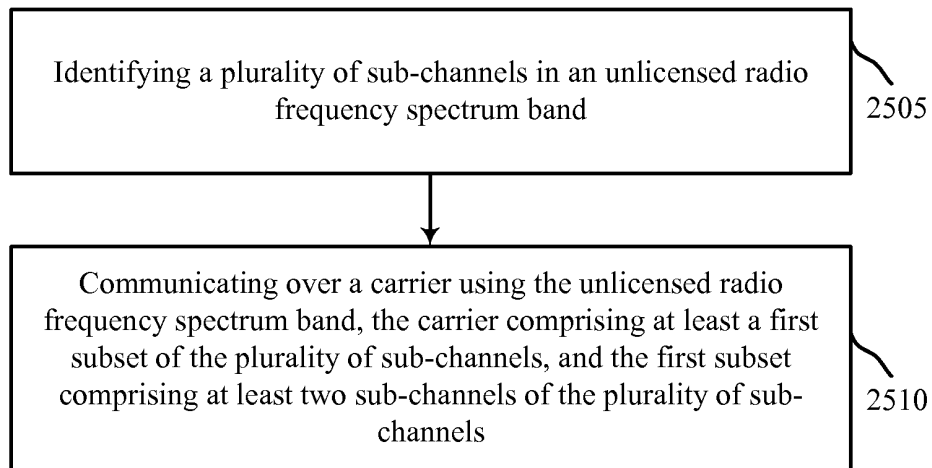 Identifying a plurality of sub-channels in an unlicensed radio
frequency spectrum band
2505
Communicating over a carrier using the unlicensed radio
frequency spectrum band, the carrier comprising at least a first
subset of the plurality of sub-channels, and the first subset
comprising at least two sub-channels of the plurality of sub-
channels
2510